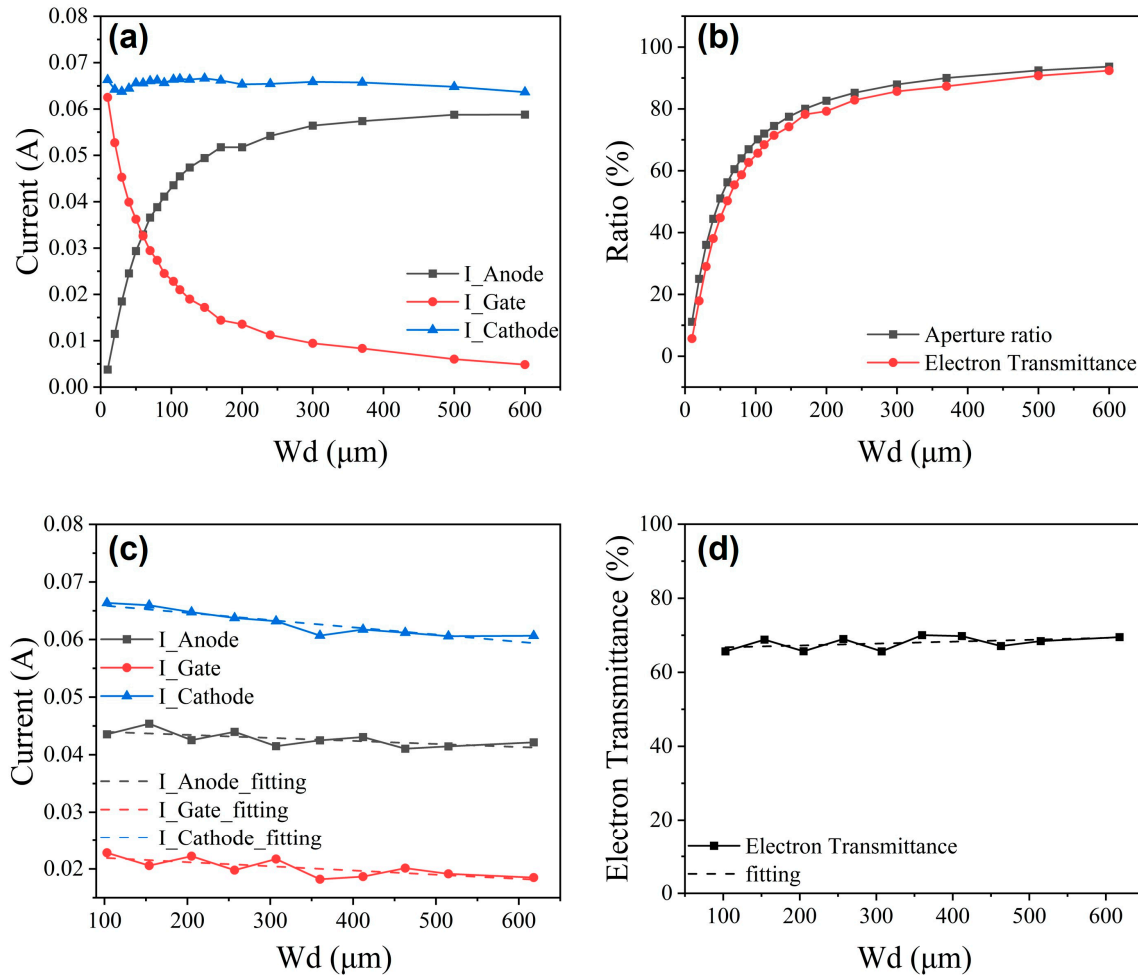 (a)
0.08
0.07
0.06
0.05
0.04
0.03
0.02
0.01
0.00
Current (A)
I_Anode
I_Gate
I_Cathode
0 100 200 300 400 500 600
Wd (μm)
(b)
100
80
60
40
20
0
Ratio (%)
Aperture ratio
Electron Transmittance
0 100 200 300 400 500 600
Wd (μm)
(c)
0.08
0.07
0.06
0.05
0.04
0.03
0.02
Current (A)
I_Anode
I_Gate
I_Cathode
I_Anode_fitting
I_Gate_fitting
I_Cathode_fitting
100 200 300 400 500 600
Wd (μm)
(d)
100
80
60
40
20
0
Electron Transmittance (%)
Electron Transmittance
fitting
100 200 300 400 500 600
Wd (μm)